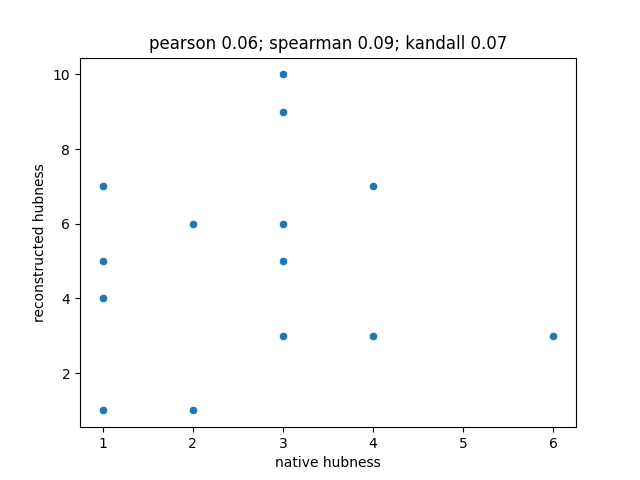 pearson 0.06; spearman 0.09; kandall 0.07
10
8
6
4
2
reconstructed hubness
1 2 3 4 5 6
native hubness